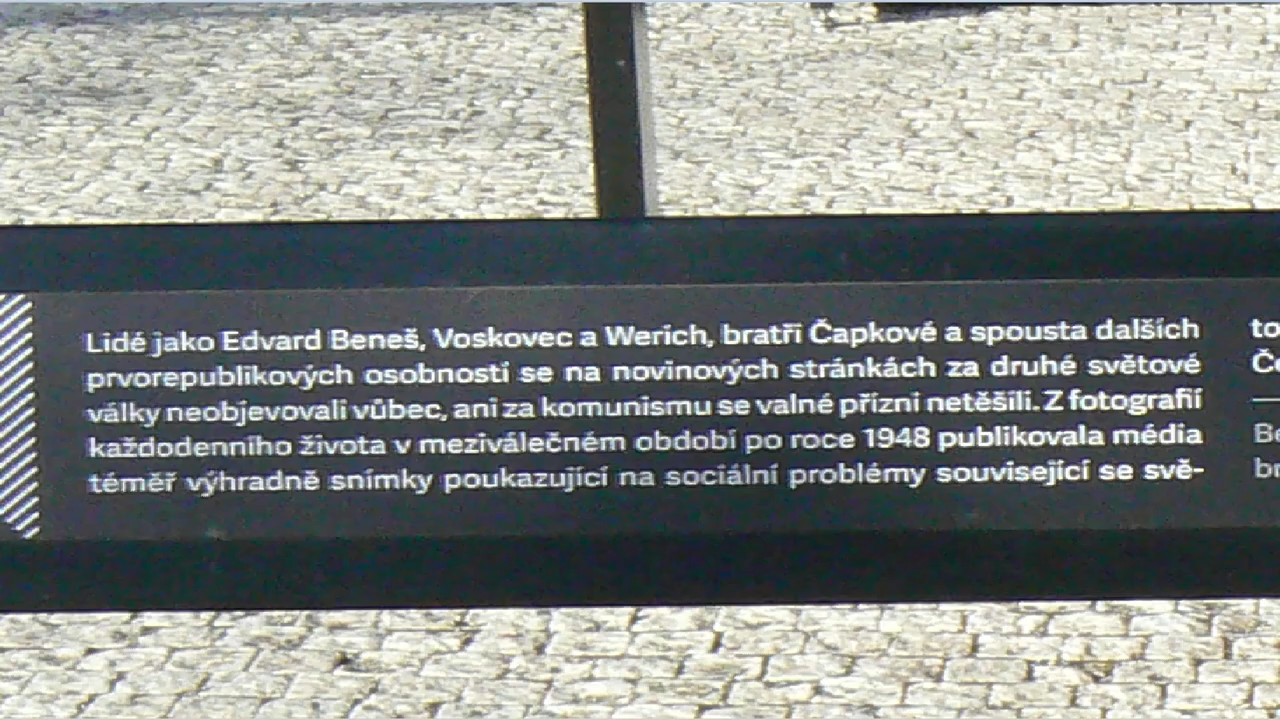 Lidé jako Edvard Beneš, Voskovec a Werich, bratři Čapkové a spousta dalších
prvorepublikových osobností se na novinových stránkách za druhé světové
války neobjevovali vůbec, ani za komunismu se valné přízni netěšili. Z fotografií
každodenního života v meziválečném období po roce 1948 publikovala média
téměř výhradně snímky poukazující na sociální problémy související se svě-